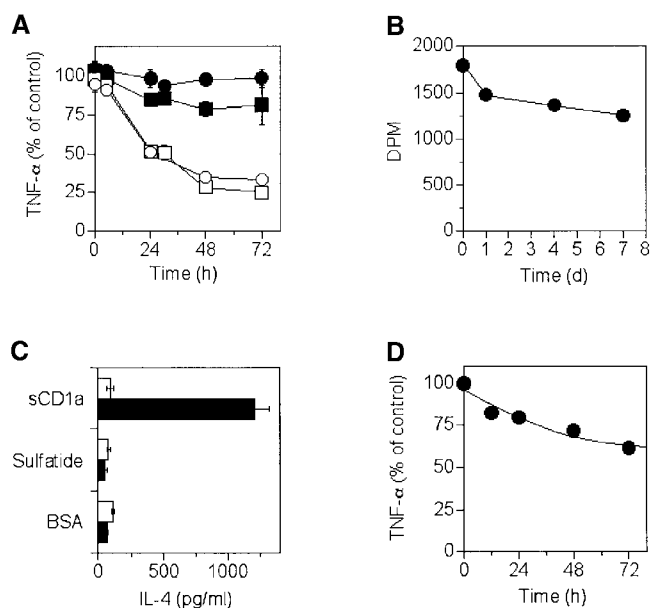 A
TNF-α (% of control)
100
75
50
25
0
0 24 48 72
Time (h)
B
DPM
2000
1500
1000
500
0
0 1 2 3 4 5 6 7 8
Time (d)
C
sCD1a
Sulfatide
BSA
0 500 1000
IL-4 (pg/ml)
D
TNF-α (% of control)
100
75
50
25
0
0 24 48 72
Time (h)